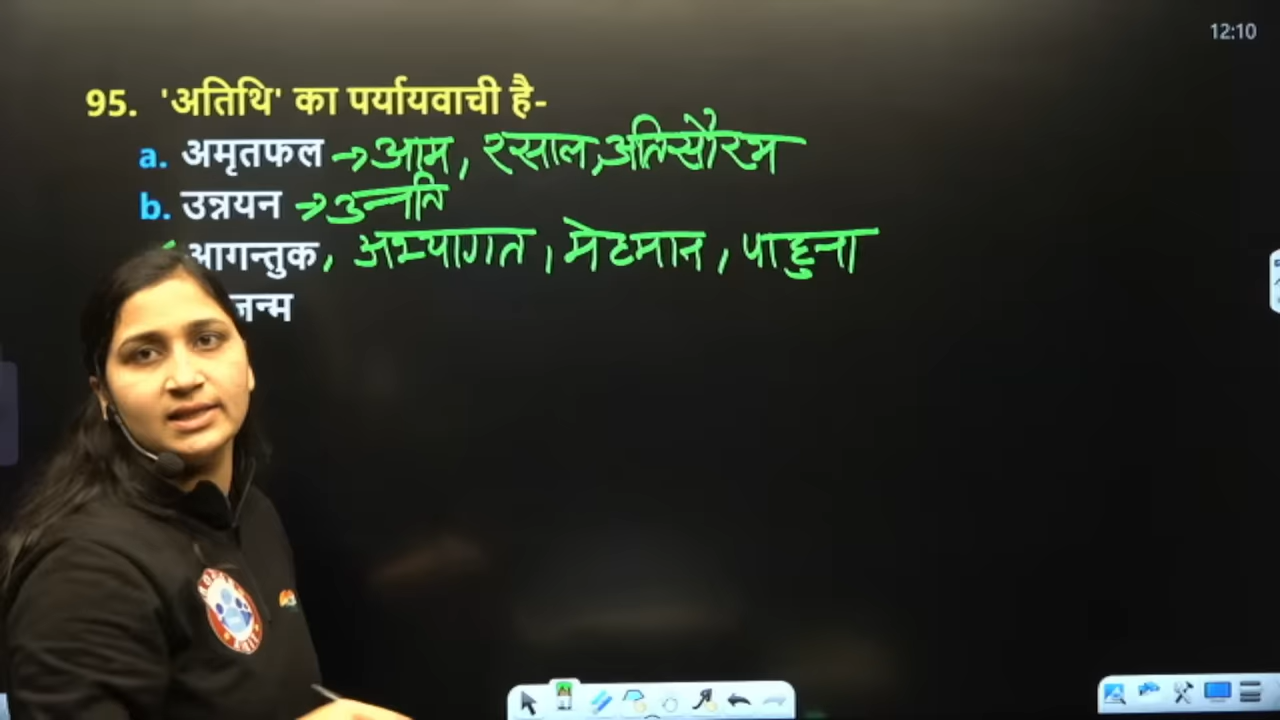 12:10
95. 'अतिथि' का पर्यायवाची है-
a. अमृतफल → आम, रसाल, अतिसौरभ
b. उन्नयन → उन्नति
आगन्तुक, अभ्यागत, मेहमान, पाहुना
जन्म